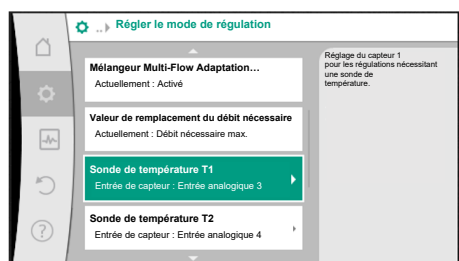 .. Régler le mode de régulation
Mélangeur Multi-Flow Adaptation…
Actuellement : Activé
Valeur de remplacement du débit nécessaire
Actuellement : Débit nécessaire max.
Sonde de température T1
Entrée de capteur : Entrée analogique 3
Sonde de température T2
Entrée de capteur : Entrée analogique 4
Réglage du capteur 1
pour les régulations nécessitant
une sonde de
température.
?